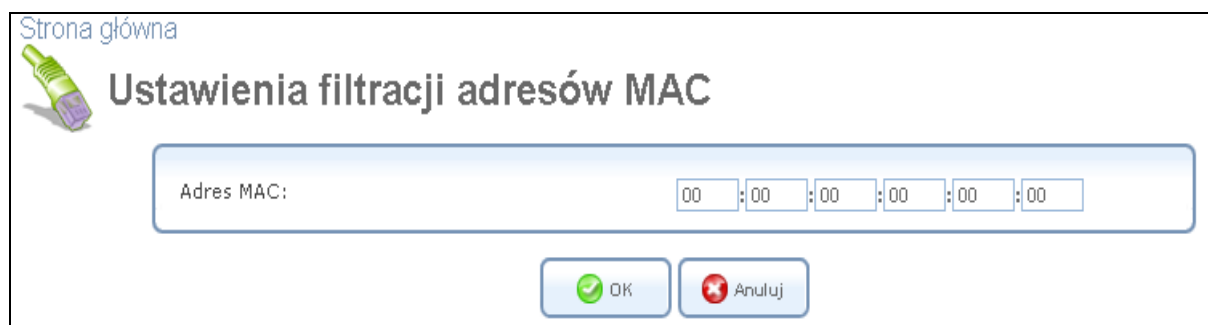 Strona główna
Ustawienia filtracji adresów MAC
Adres MAC: 00 : 00 : 00 : 00 : 00 : 00
OK Anuluj